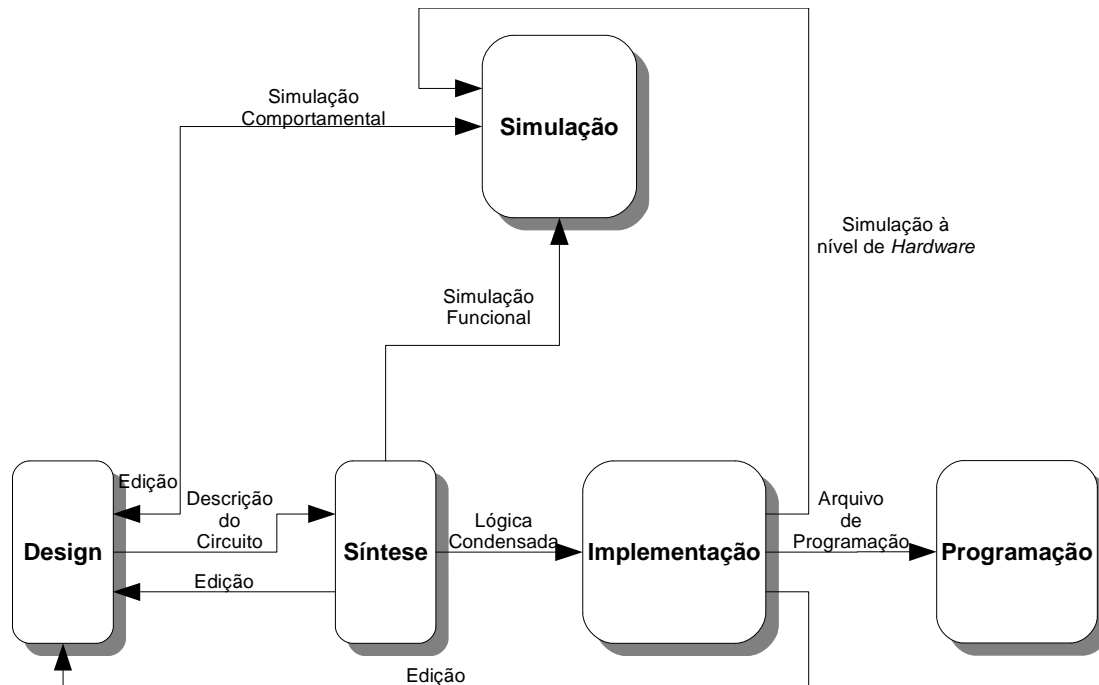 Simulação
Comportamental
Simulação
Simulação à
nível de Hardware
Simulação
Funcional
Edição
Descrição
do
Circuito
Design
Edição
Síntese
Lógica
Condensada
Implementação
Arquivo
de
Programação
Programação
Edição